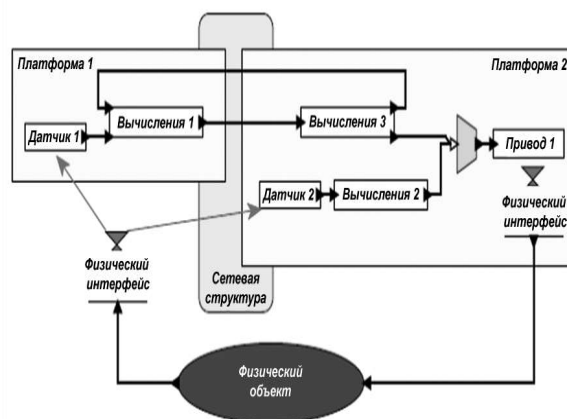 Платформа 1
Платформа 2
Датчик 1
Вычисления 1
Вычисления 3
Привод 1
Датчик 2
Вычисления 2
Физический
интерфейс
Физический
интерфейс
Сетевая
структура
Физический
объект